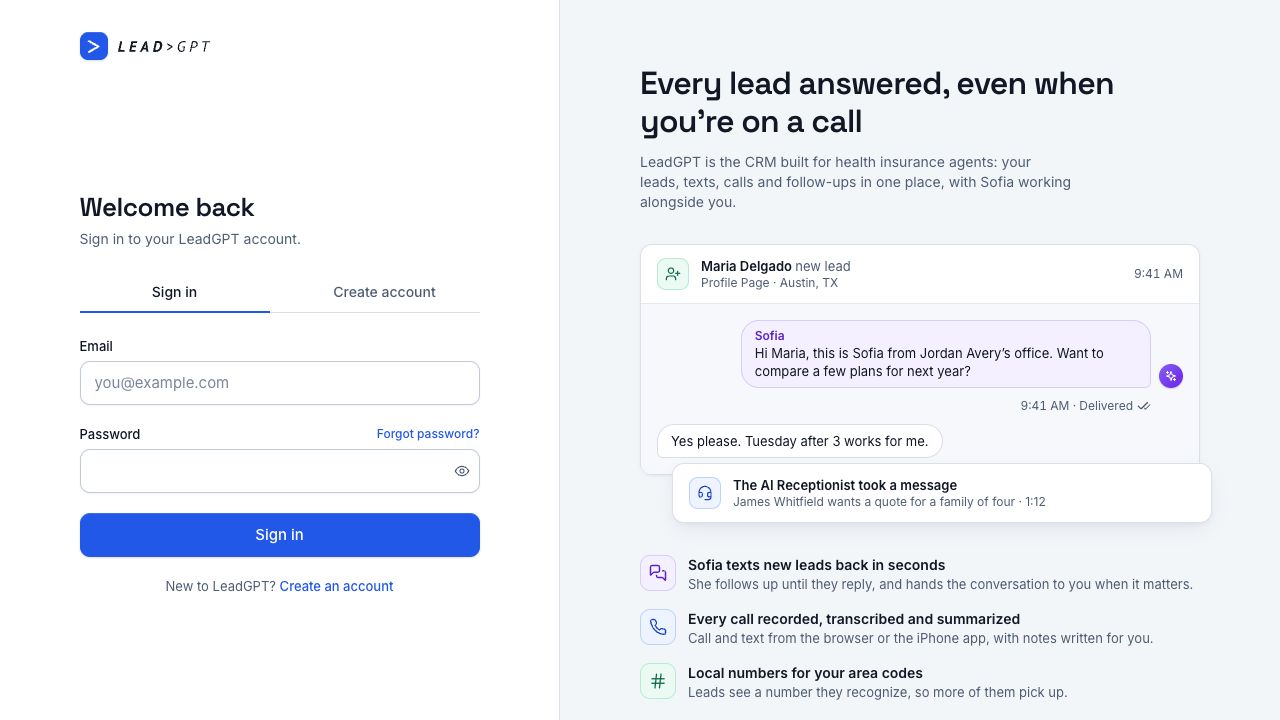 LEAD>GPT
Welcome back
Sign in to your LeadGPT account.
Sign in
Create account
Email
you@example.com
Password
Forgot password?
Sign in
New to LeadGPT? Create an account
Every lead answered, even when
you’re on a call
LeadGPT is the CRM built for health insurance agents: your
leads, texts, calls and follow-ups in one place, with Sofia working
alongside you.
Maria Delgado new lead
Profile Page · Austin, TX
9:41 AM
Sofia
Hi Maria, this is Sofia from Jordan Avery’s office. Want to
compare a few plans for next year?
9:41 AM · Delivered
Yes please. Tuesday after 3 works for me.
The AI Receptionist took a message
James Whitfield wants a quote for a family of four · 1:12
Sofia texts new leads back in seconds
She follows up until they reply, and hands the conversation to you when it matters.
Every call recorded, transcribed and summarized
Call and text from the browser or the iPhone app, with notes written for you.
Local numbers for your area codes
Leads see a number they recognize, so more of them pick up.